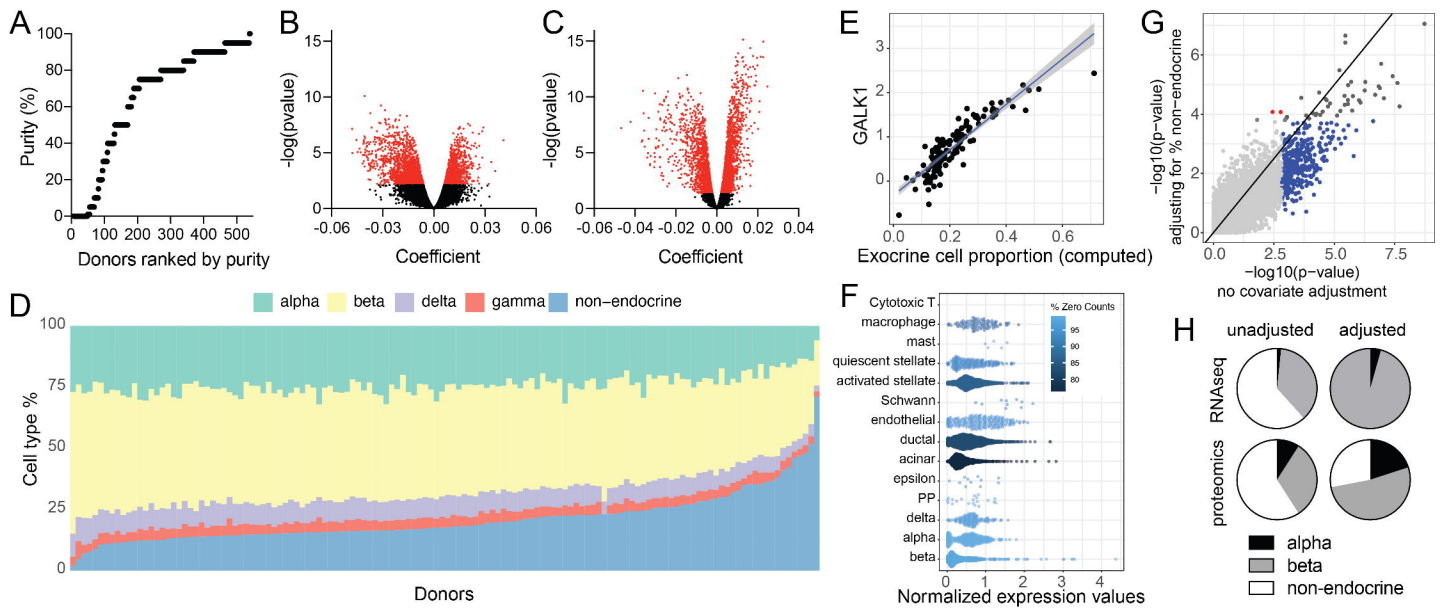 A
Purity (%)
100
80
60
40
20
0
0 100 200 300 400 500
Donors ranked by purity
B
-log(pvalue)
15
10
5
0
-0.06 -0.03 0.00 0.03 0.06
Coefficient
C
-log(pvalue)
15
10
5
0
-0.06 -0.04 -0.02 0.00 0.02 0.04
Coefficient
D
alpha beta delta gamma non−endocrine
Cell type %
100
75
50
25
0
Donors
E
GALK1
3
2
1
0
0.0 0.2 0.4 0.6
Exocrine cell proportion (computed)
F
Cytotoxic T
macrophage
mast
quiescent stellate
activated stellate
Schwann
endothelial
ductal
acinar
epsilon
PP
delta
alpha
beta
% Zero Counts
95
90
85
80
0 1 2 3 4
Normalized expression values
G
−log10(p−value)
adjusting for % non−endocrine
6
4
2
0
0.0 2.5 5.0 7.5
−log10(p−value)
no covariate adjustment
H
unadjusted adjusted
RNAseq
proteomics
alpha
beta
non-endocrine